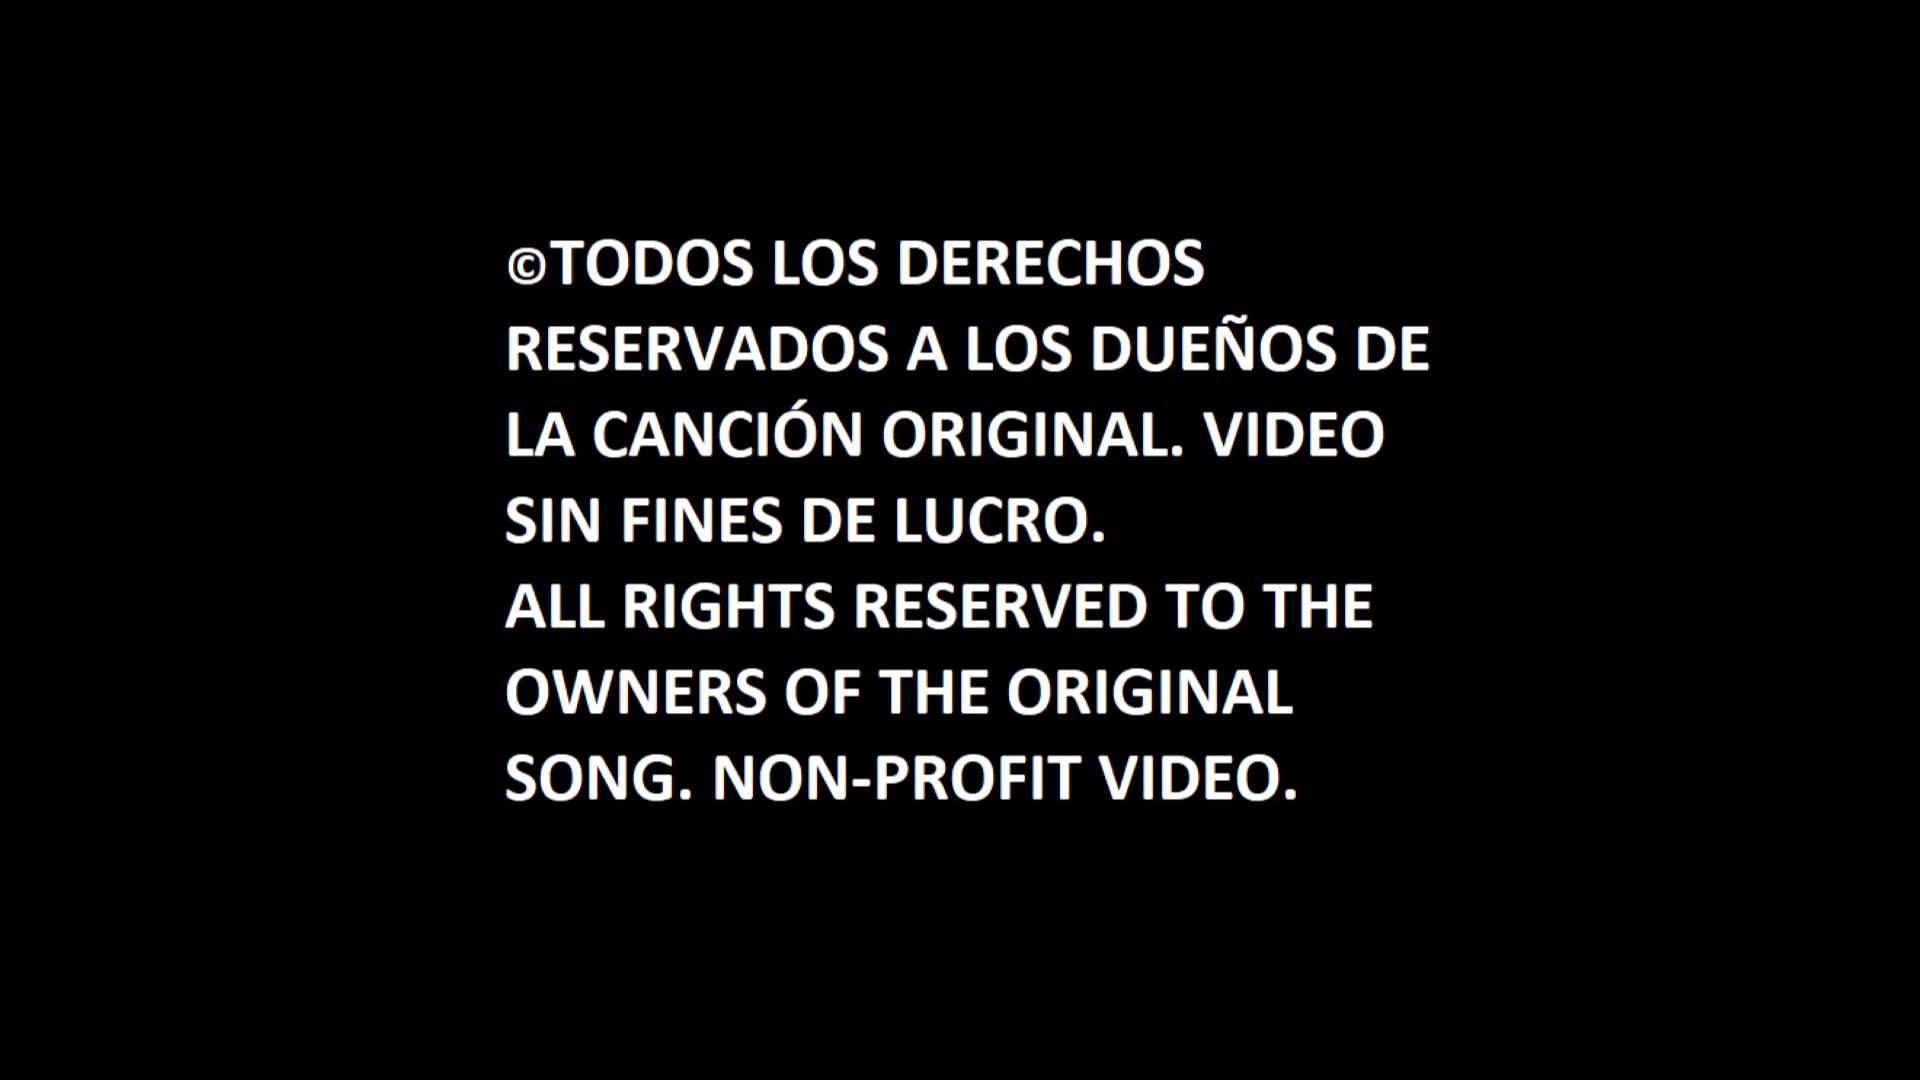 ©TODOS LOS DERECHOS
RESERVADOS A LOS DUEÑOS DE
LA CANCIÓN ORIGINAL. VIDEO
SIN FINES DE LUCRO.
ALL RIGHTS RESERVED TO THE
OWNERS OF THE ORIGINAL
SONG. NON-PROFIT VIDEO.